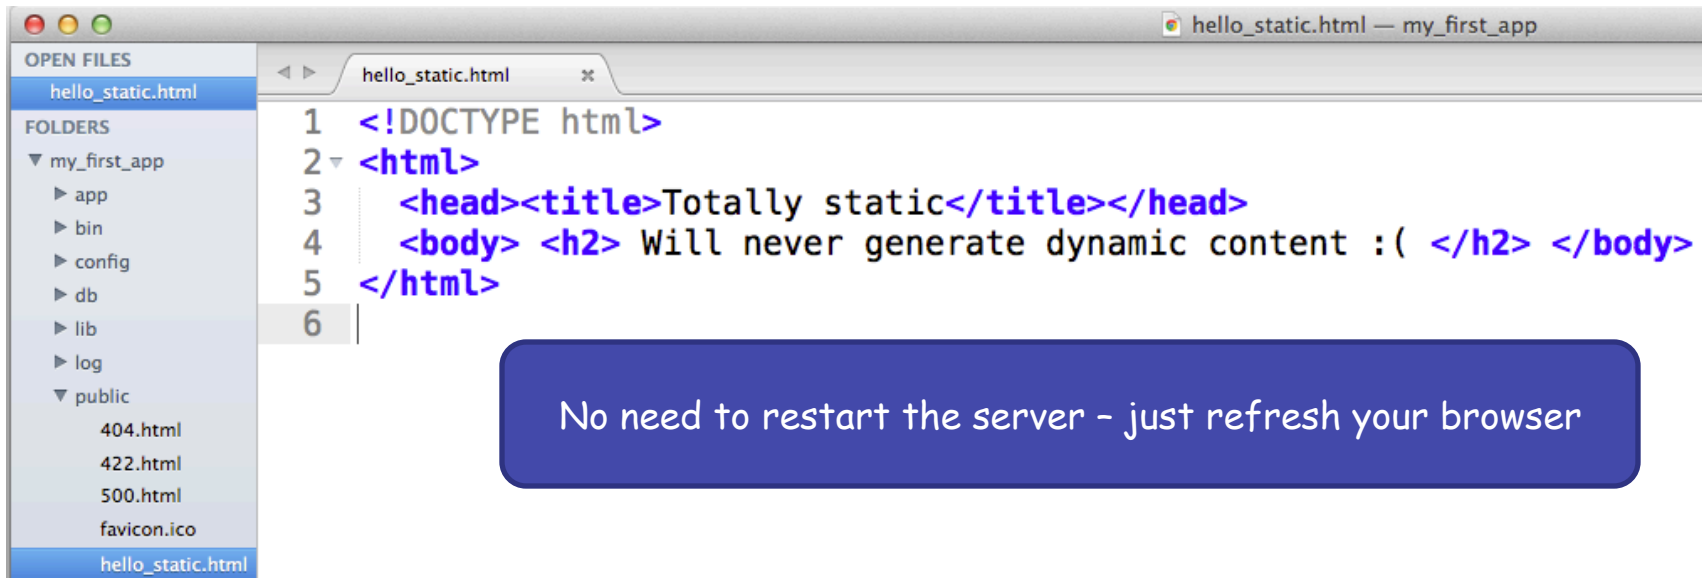 hello_static.html — my_first_app
OPEN FILES
hello_static.html
FOLDERS
my_first_app
app
bin
config
db
lib
log
public
404.html
422.html
500.html
favicon.ico
hello_static.html
hello_static.html
1 <!DOCTYPE html>
2 <html>
3 <head><title>Totally static</title></head>
4 <body> <h2> Will never generate dynamic content :( </h2> </body>
5 </html>
6
No need to restart the server – just refresh your browser